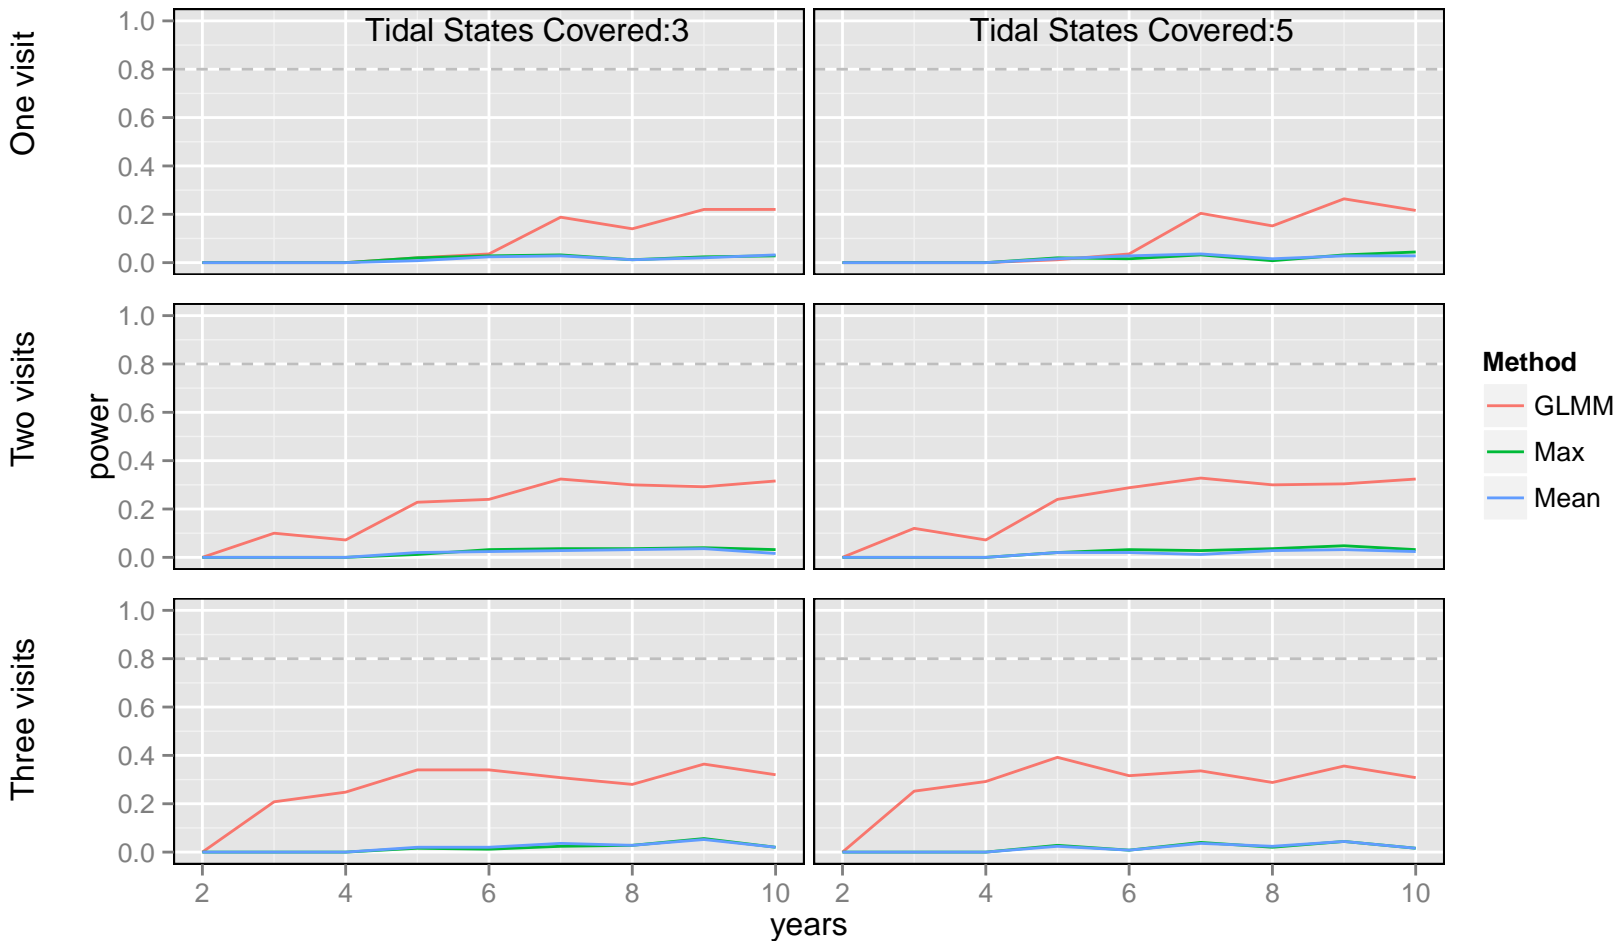 Tidal States Covered:3
Tidal States Covered:5
One visit
1.0
0.8
0.6
0.4
0.2
0.0
Two visits
power
1.0
0.8
0.6
0.4
0.2
0.0
Three visits
1.0
0.8
0.6
0.4
0.2
0.0
2 4 6 8 10
2 4 6 8 10
years
Method
GLMM
Max
Mean